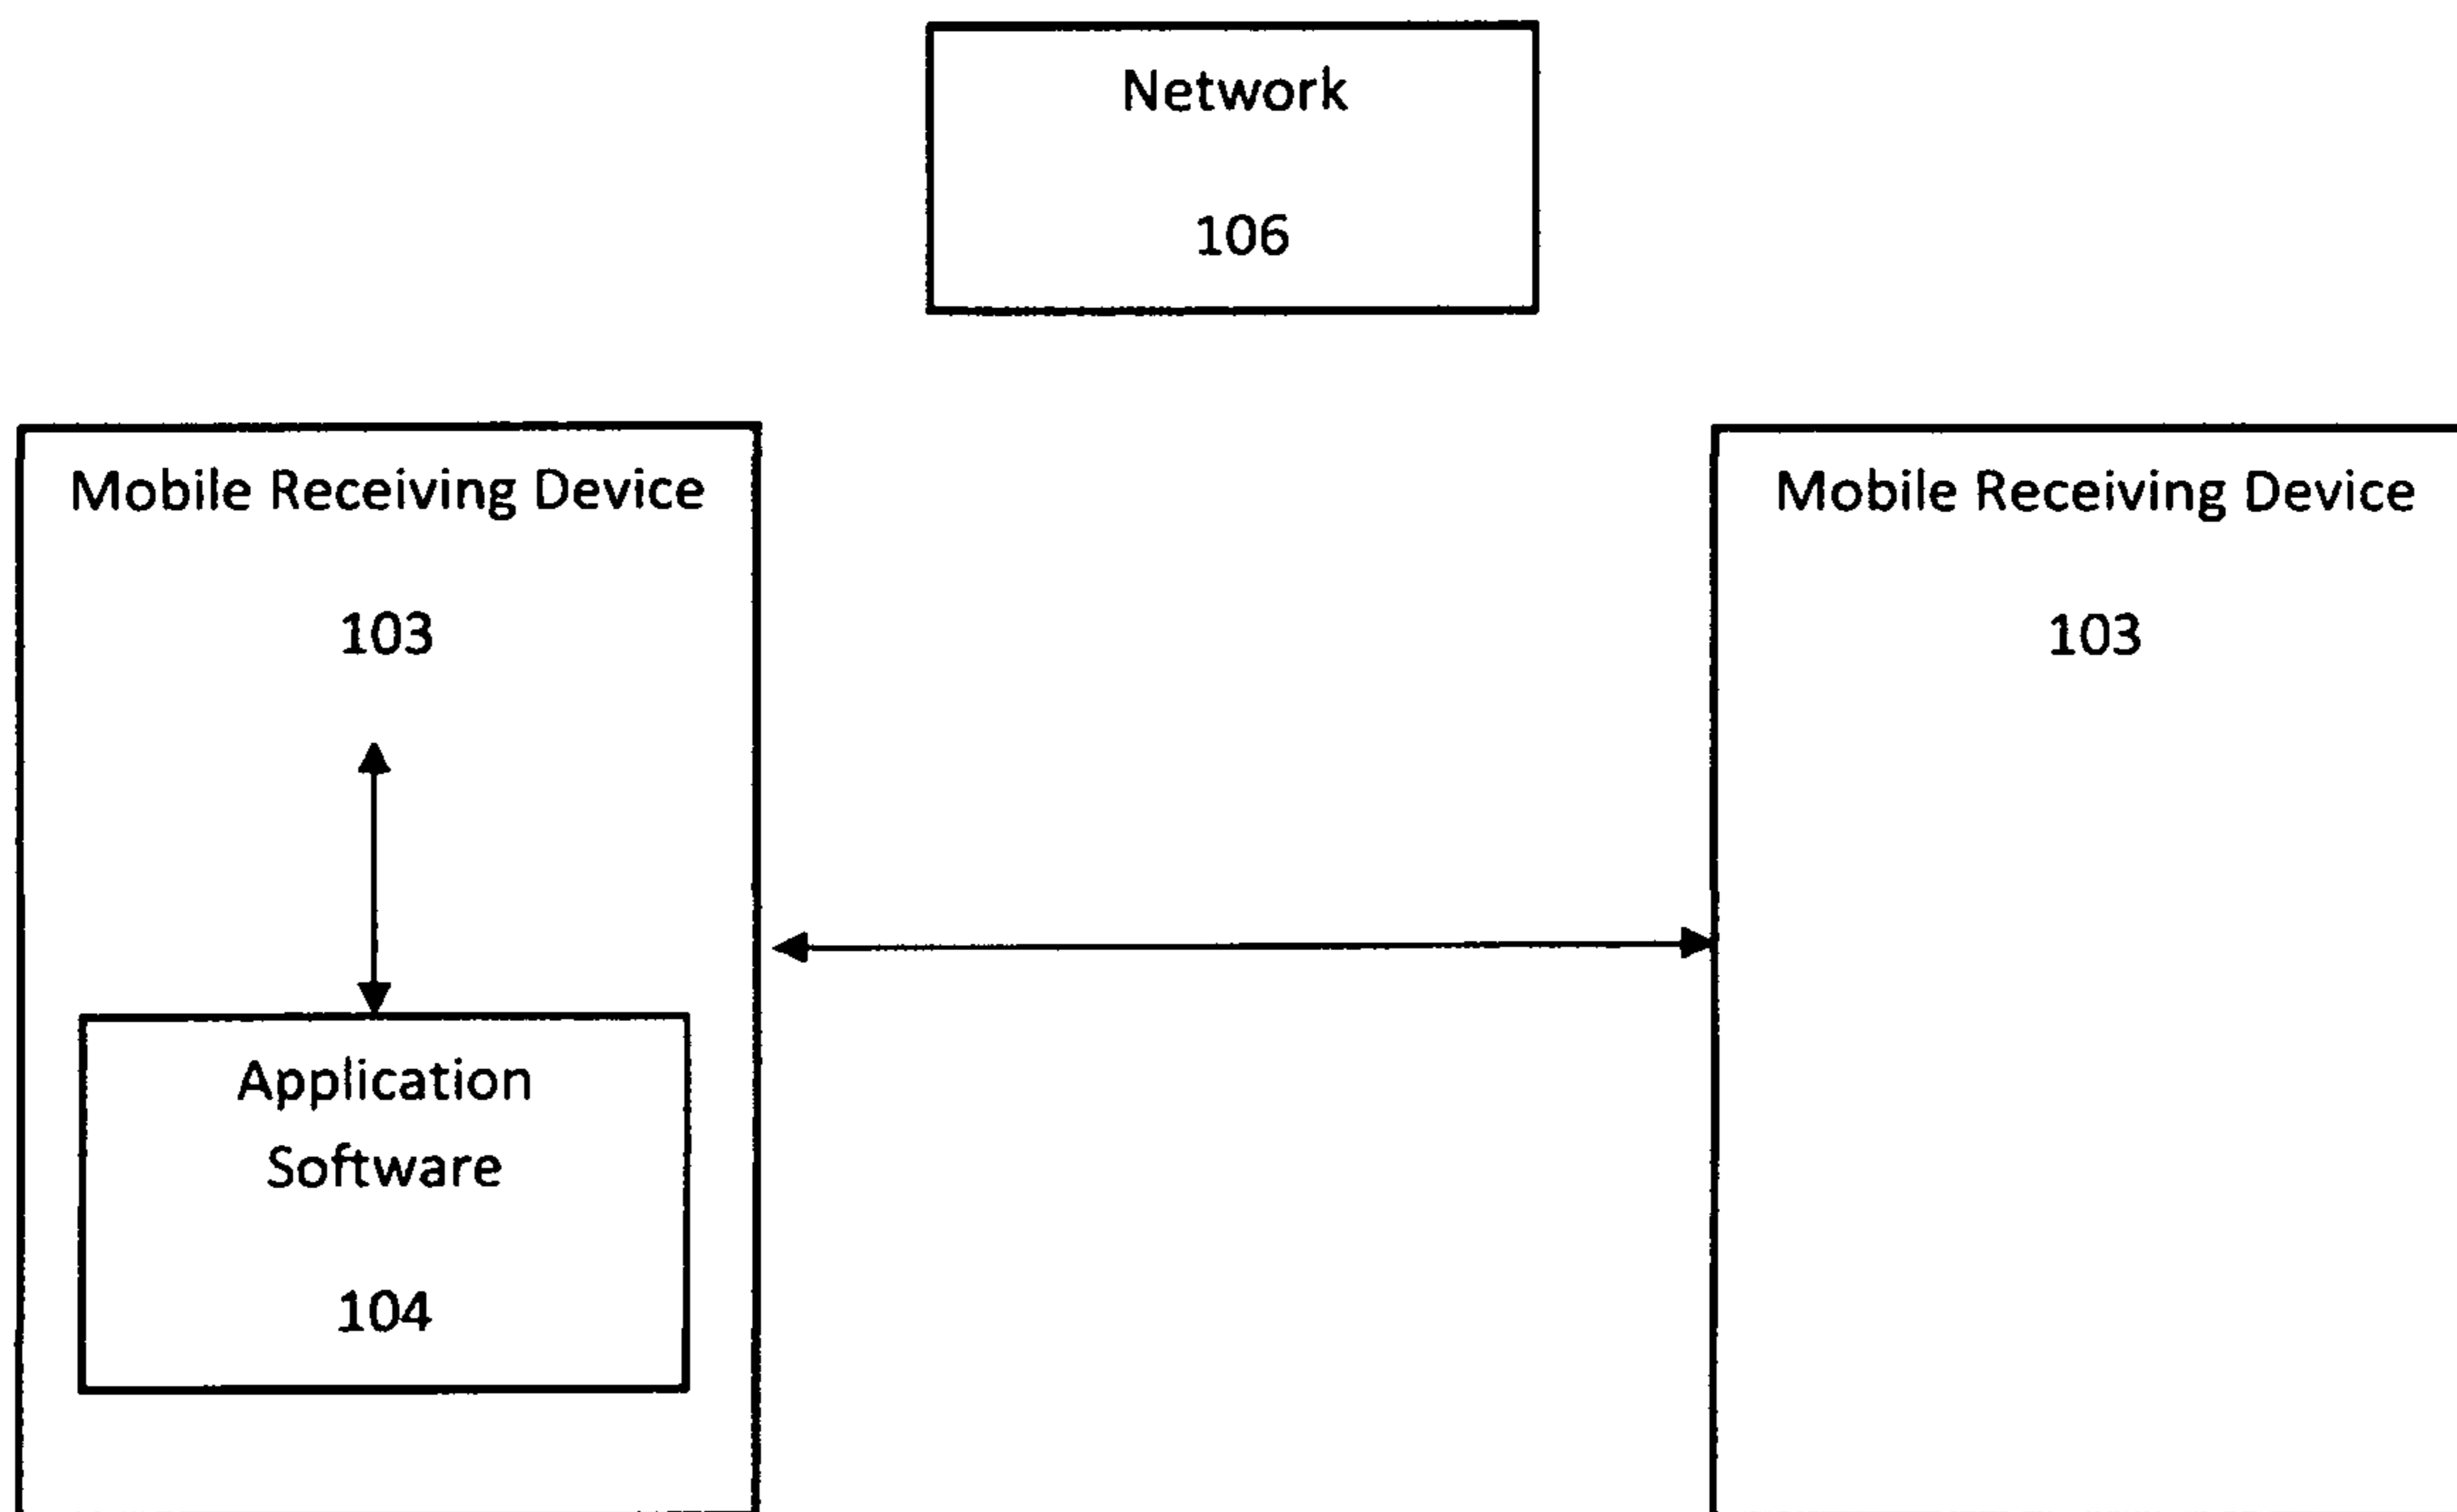 Network
106
Mobile Receiving Device
103
Application
Software
104
Mobile Receiving Device
103